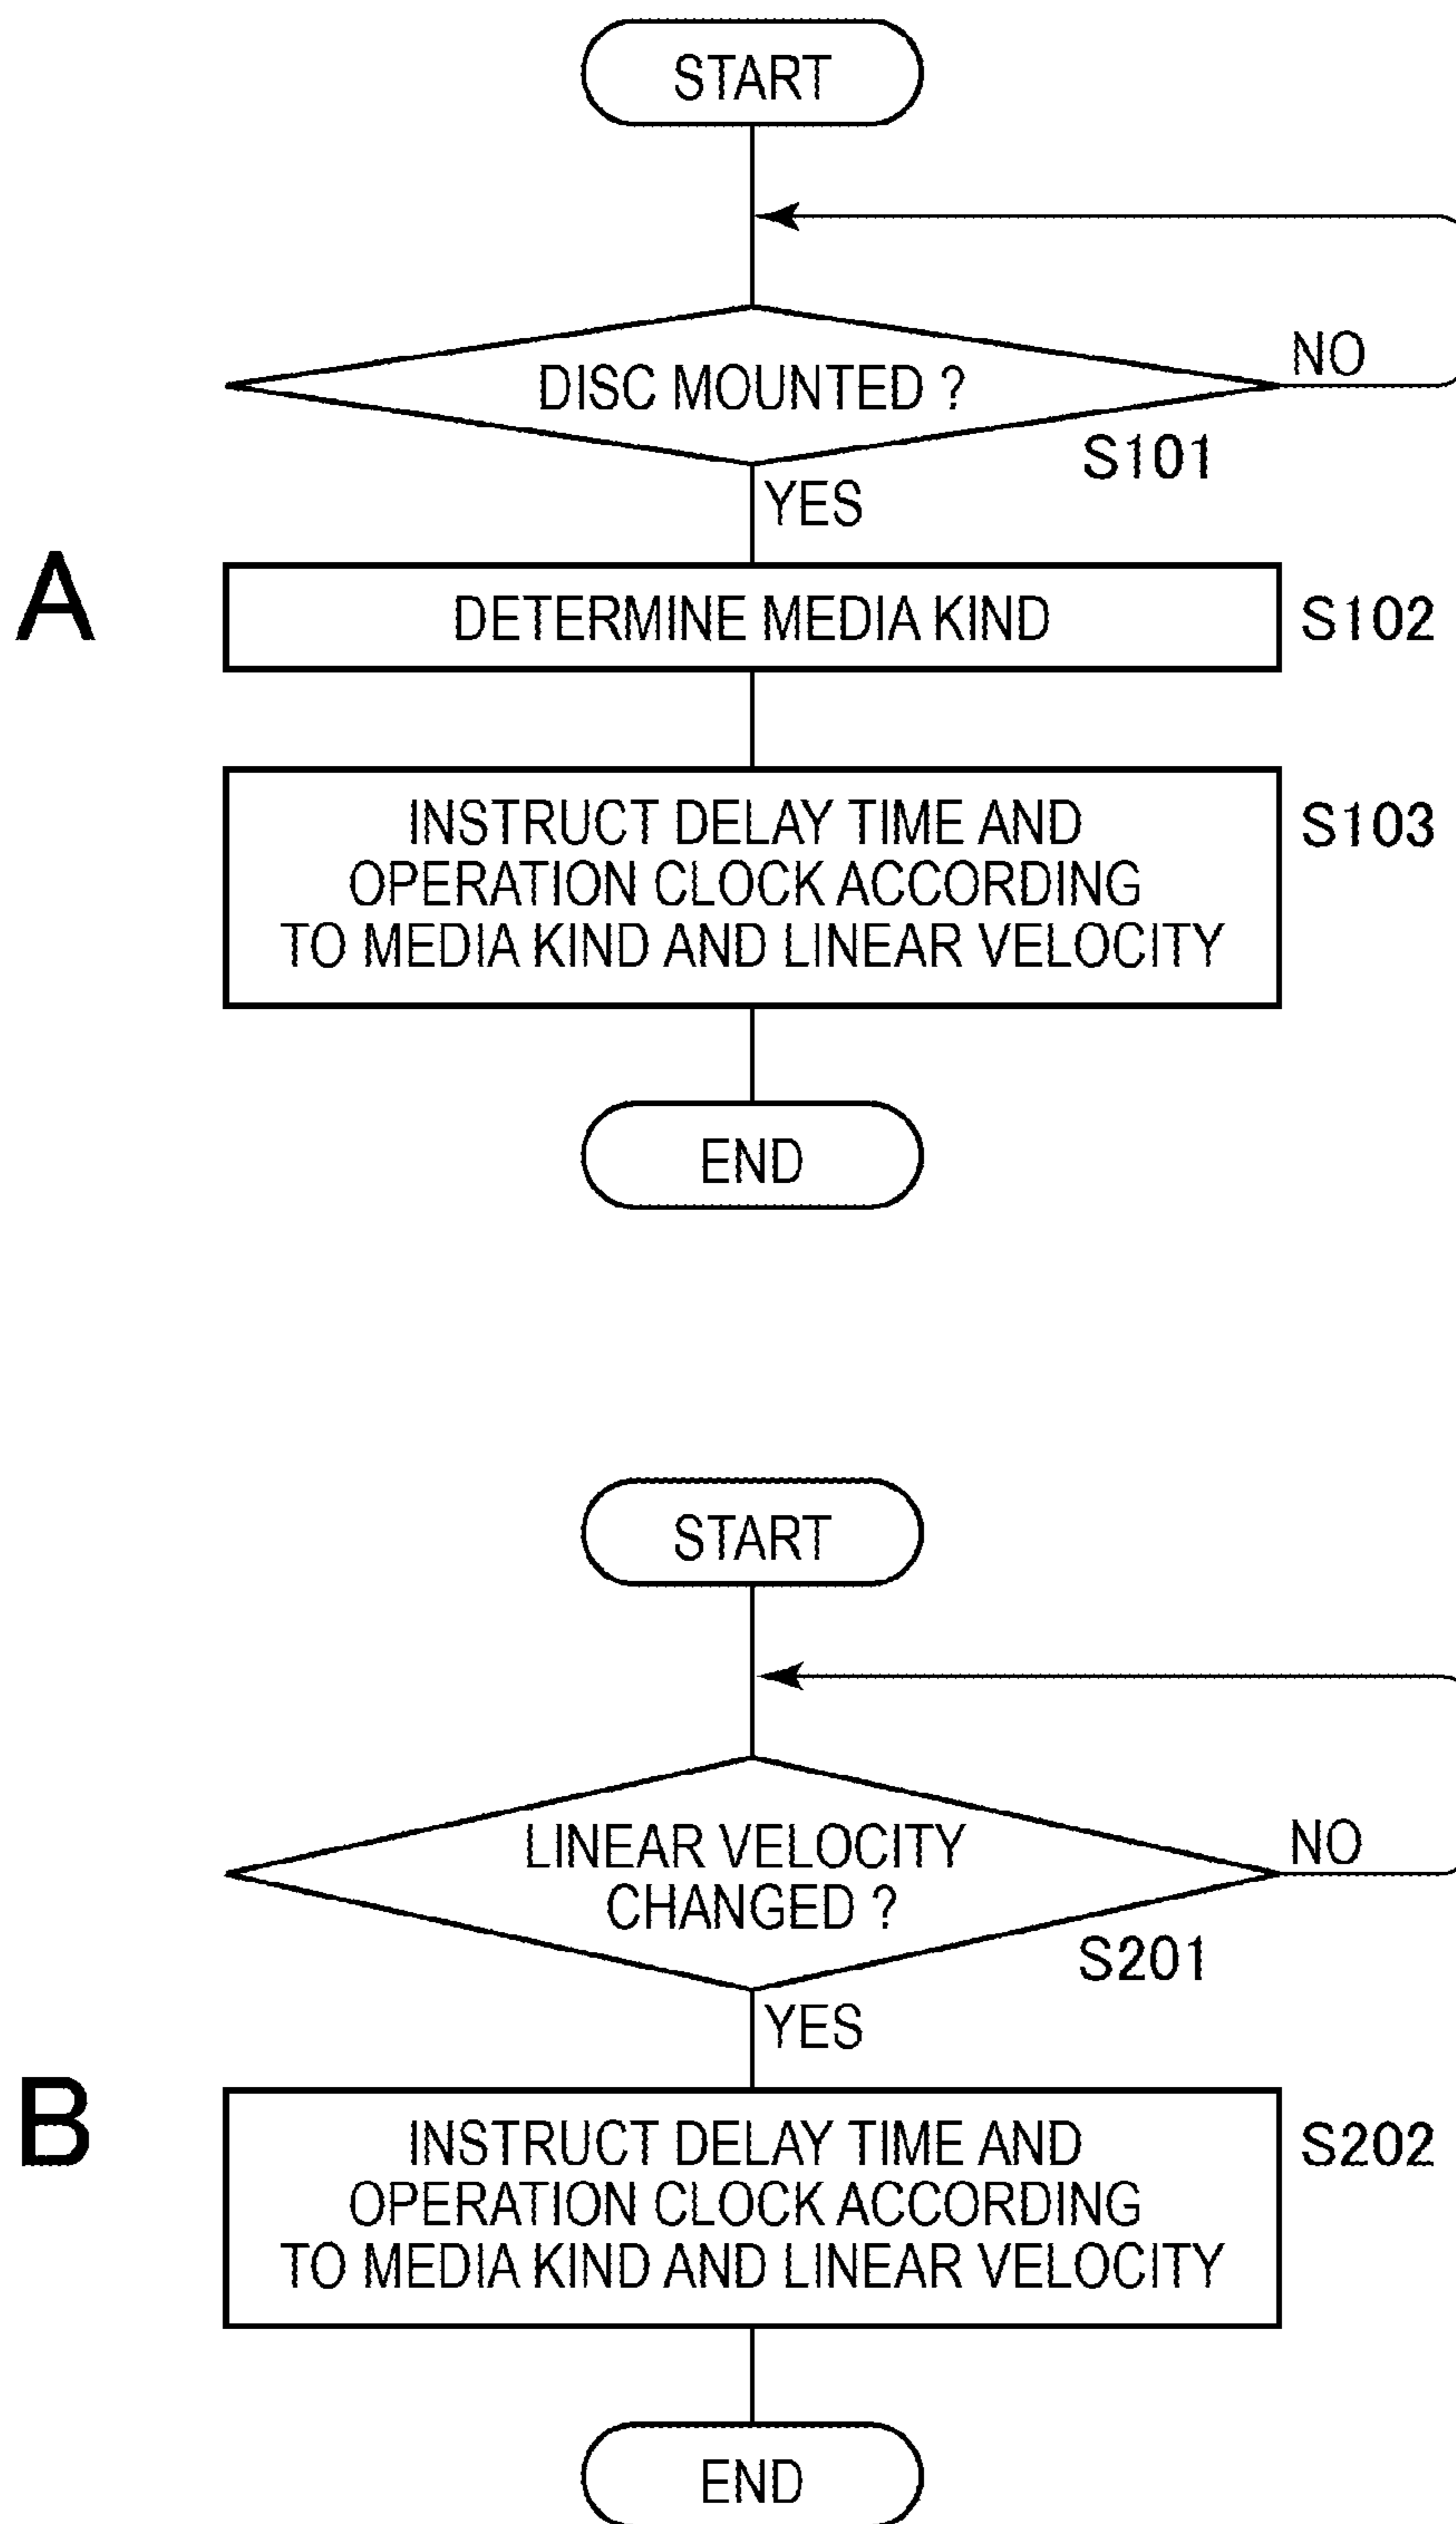 START
DISC MOUNTED ?
NO
S101
YES
A
DETERMINE MEDIA KIND
S102
INSTRUCT DELAY TIME AND
OPERATION CLOCK ACCORDING
TO MEDIA KIND AND LINEAR VELOCITY
S103
END
START
LINEAR VELOCITY
CHANGED ?
NO
S201
YES
B
INSTRUCT DELAY TIME AND
OPERATION CLOCK ACCORDING
TO MEDIA KIND AND LINEAR VELOCITY
S202
END